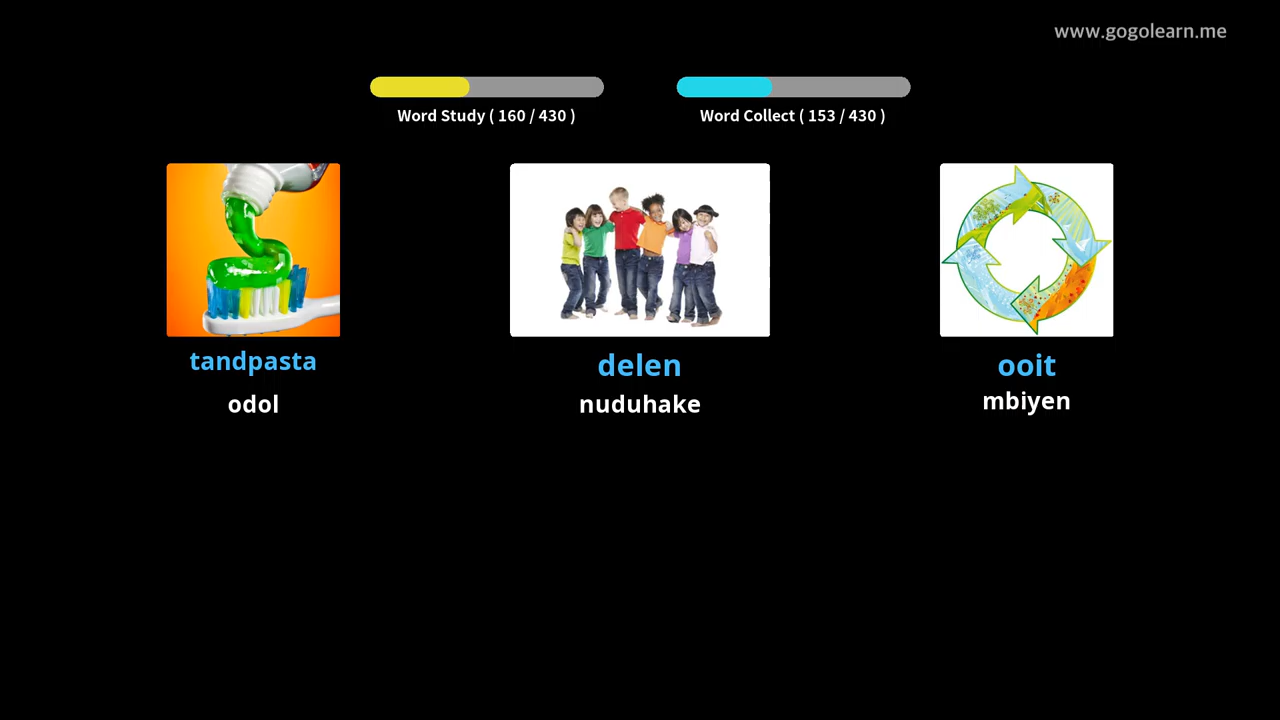 www.gogolearn.me
Word Study ( 160 / 430 )
Word Collect ( 153 / 430 )
tandpasta
delen
ooit
odol
nuduhake
mbiyen